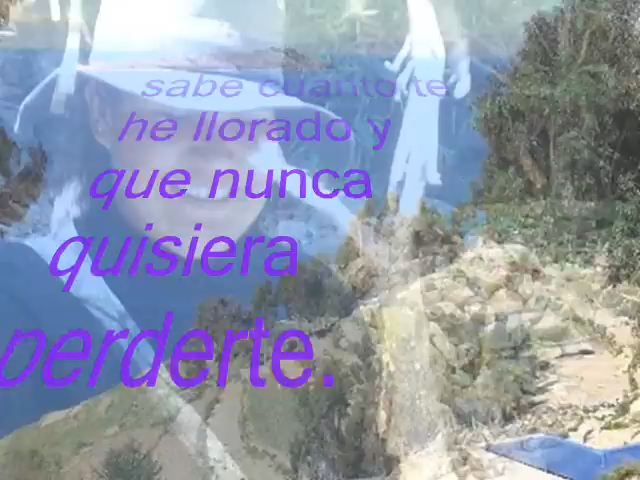 sabe cuanto te
he llorado y
que nunca
quisiera
perderte.